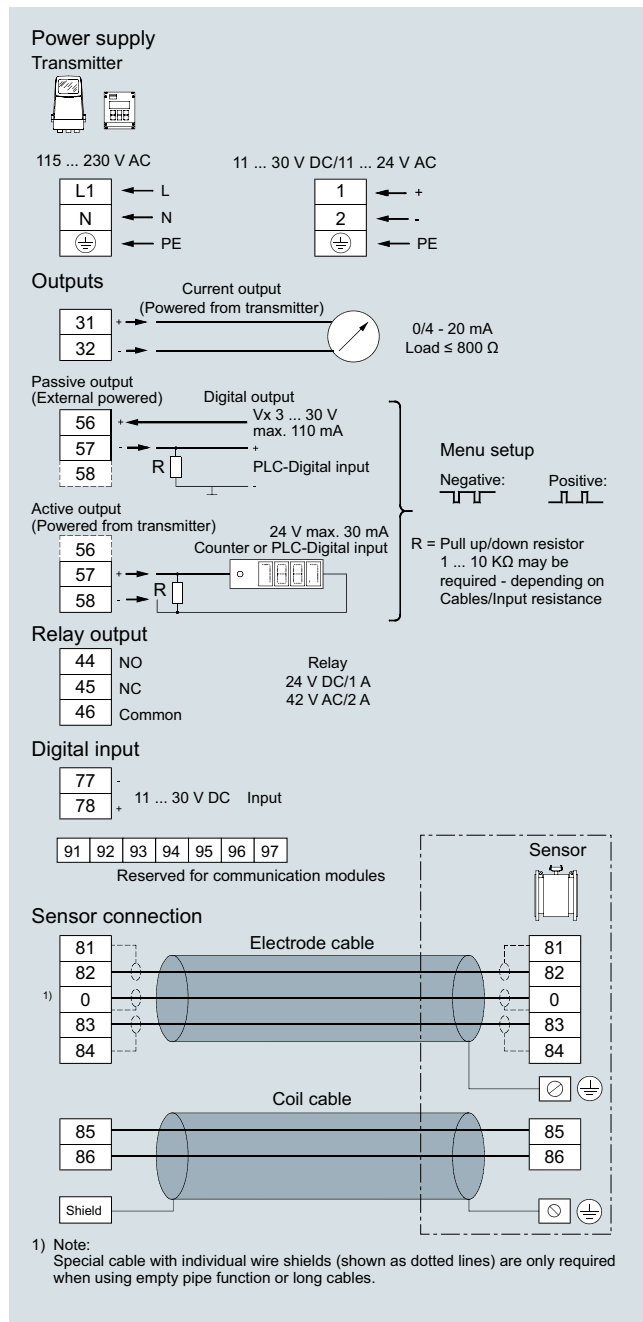 Power supply
Transmitter
115 ... 230 V AC
11 ... 30 V DC/11 ... 24 V AC
L1 L
N N
PE
1 +
2 -
PE
Outputs
Current output
(Powered from transmitter)
31 +
32 -
0/4 - 20 mA
Load ≤ 800 Ω
Passive output
(External powered)
Digital output
56 +
57 -
58
Vx 3 ... 30 V
max. 110 mA
+
R
PLC-Digital input
-
Menu setup
Negative:
Positive:
Active output
(Powered from transmitter)
24 V max. 30 mA
Counter or PLC-Digital input
56
57 +
58 -
R
R = Pull up/down resistor
1 ... 10 KΩ may be
required - depending on
Cables/Input resistance
Relay output
44 NO
45 NC
46 Common
Relay
24 V DC/1 A
42 V AC/2 A
Digital input
77 -
78 +
11 ... 30 V DC Input
91 92 93 94 95 96 97
Reserved for communication modules
Sensor
Sensor connection
Electrode cable
81 81
82 82
1) 0 0
83 83
84 84
Coil cable
85 85
86 86
Shield
1) Note:
Special cable with individual wire shields (shown as dotted lines) are only required
when using empty pipe function or long cables.